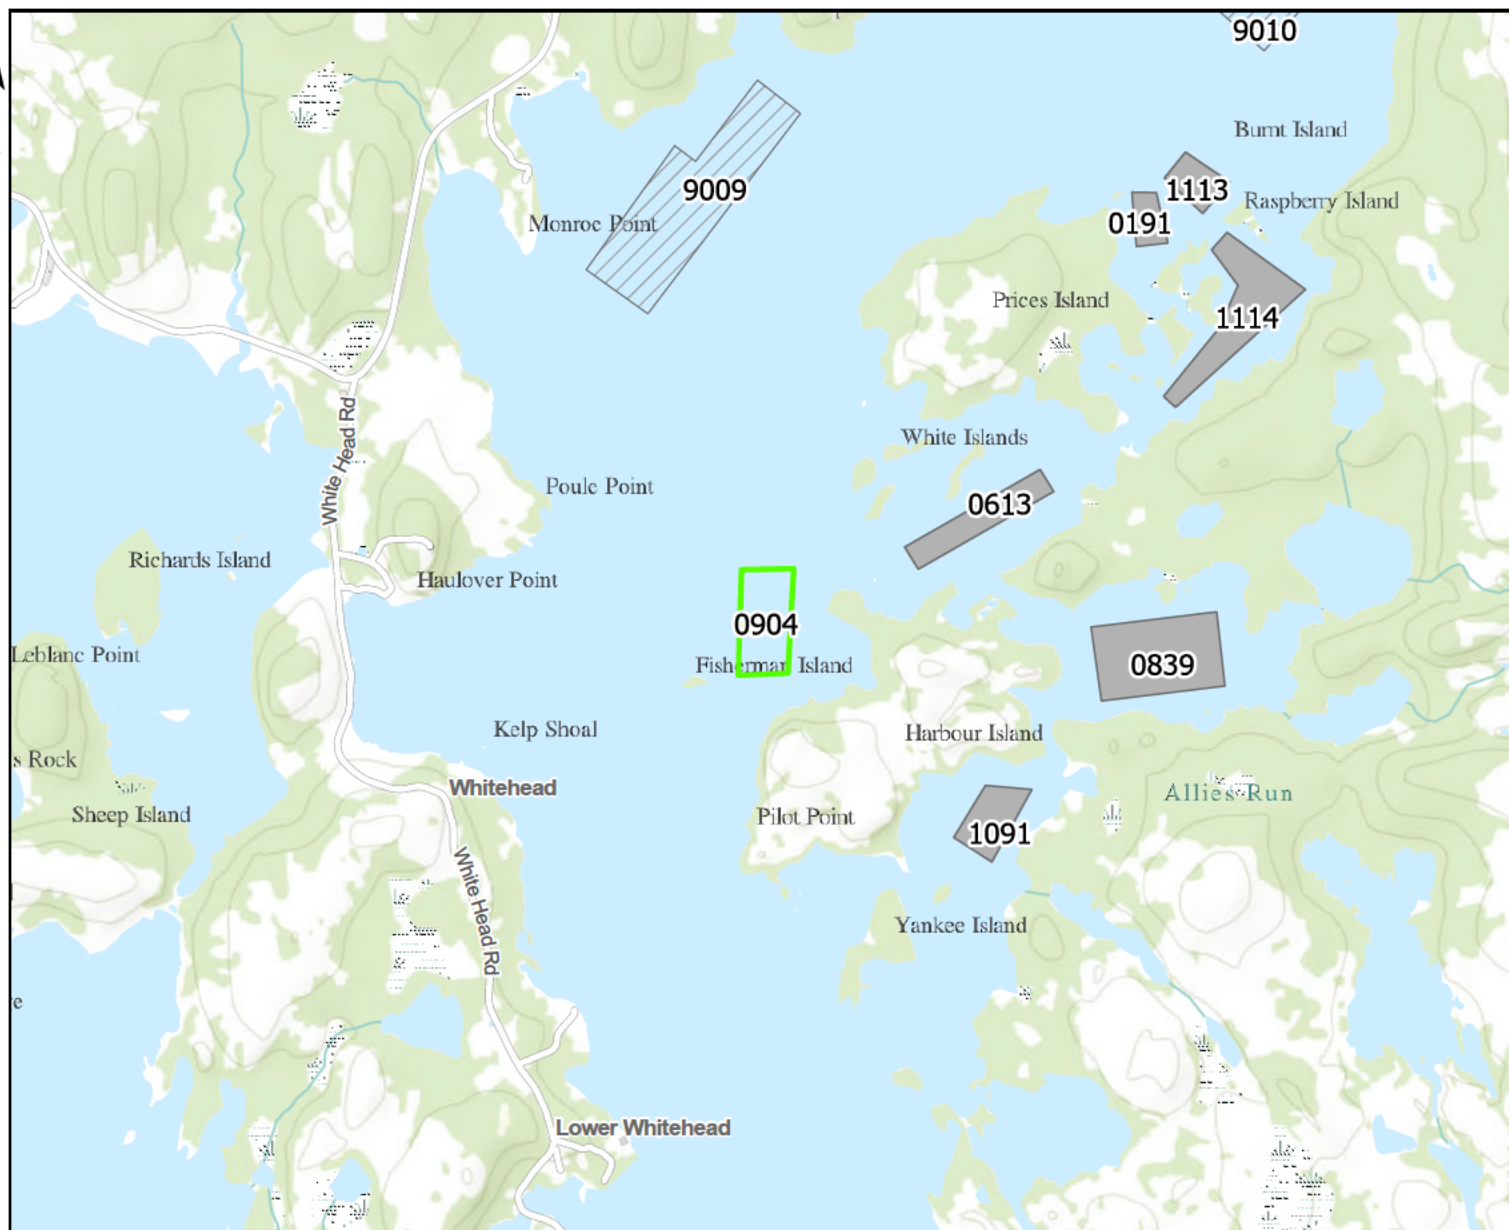 9010
Burnt Island
9009
1113
Raspberry Island
0191
Monroe Point
Prices Island
1114
White Islands
White Head Rd
Poule Point
0613
Richards Island
Haulover Point
0904
Leblanc Point
Fisherman Island
0839
Kelp Shoal
Harbour Island
s Rock
Whitehead
Allies Run
Sheep Island
Pilot Point
1091
White Head Rd
Yankee Island
e
Lower Whitehead